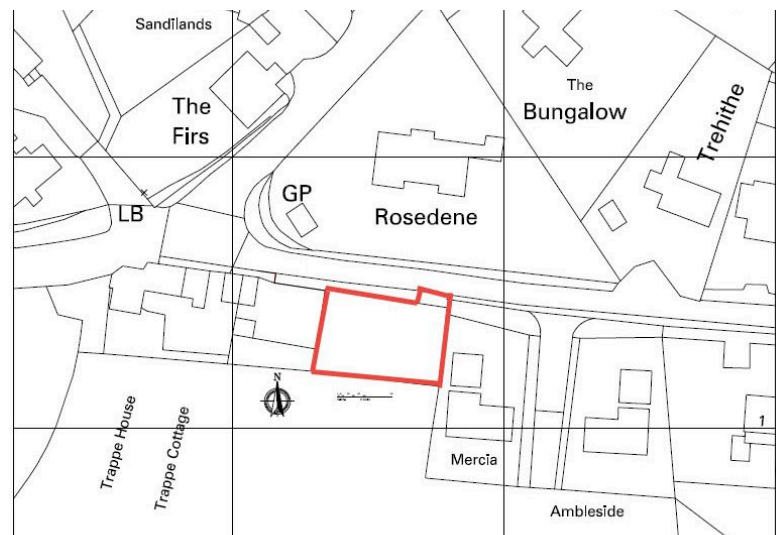 Sandilands
The
Firs
The
Bungalow
Trehithe
LB
GP
Rosedene
N
1
Trappe House
Trappe Cottage
Mercia
Ambleside